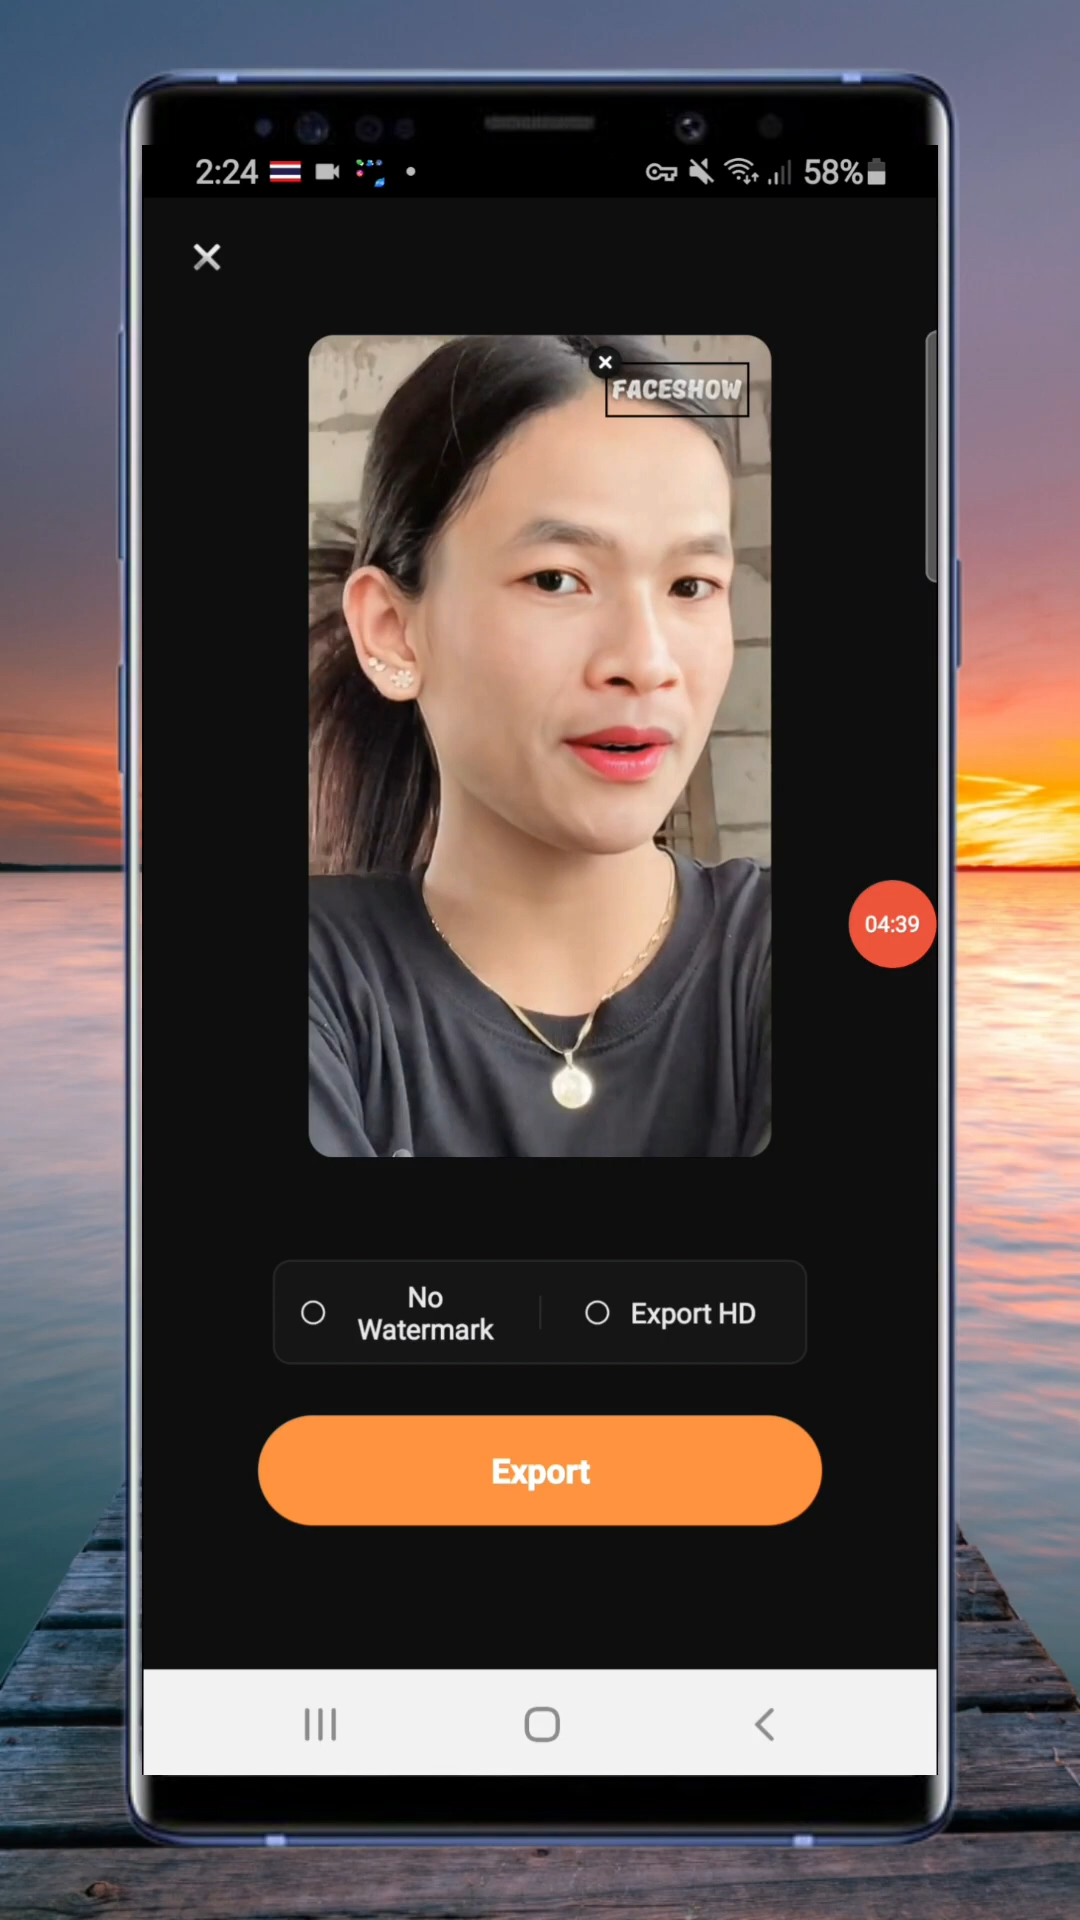 2:24
58%
FACESHOW
04:39
No
Watermark
Export HD
Export